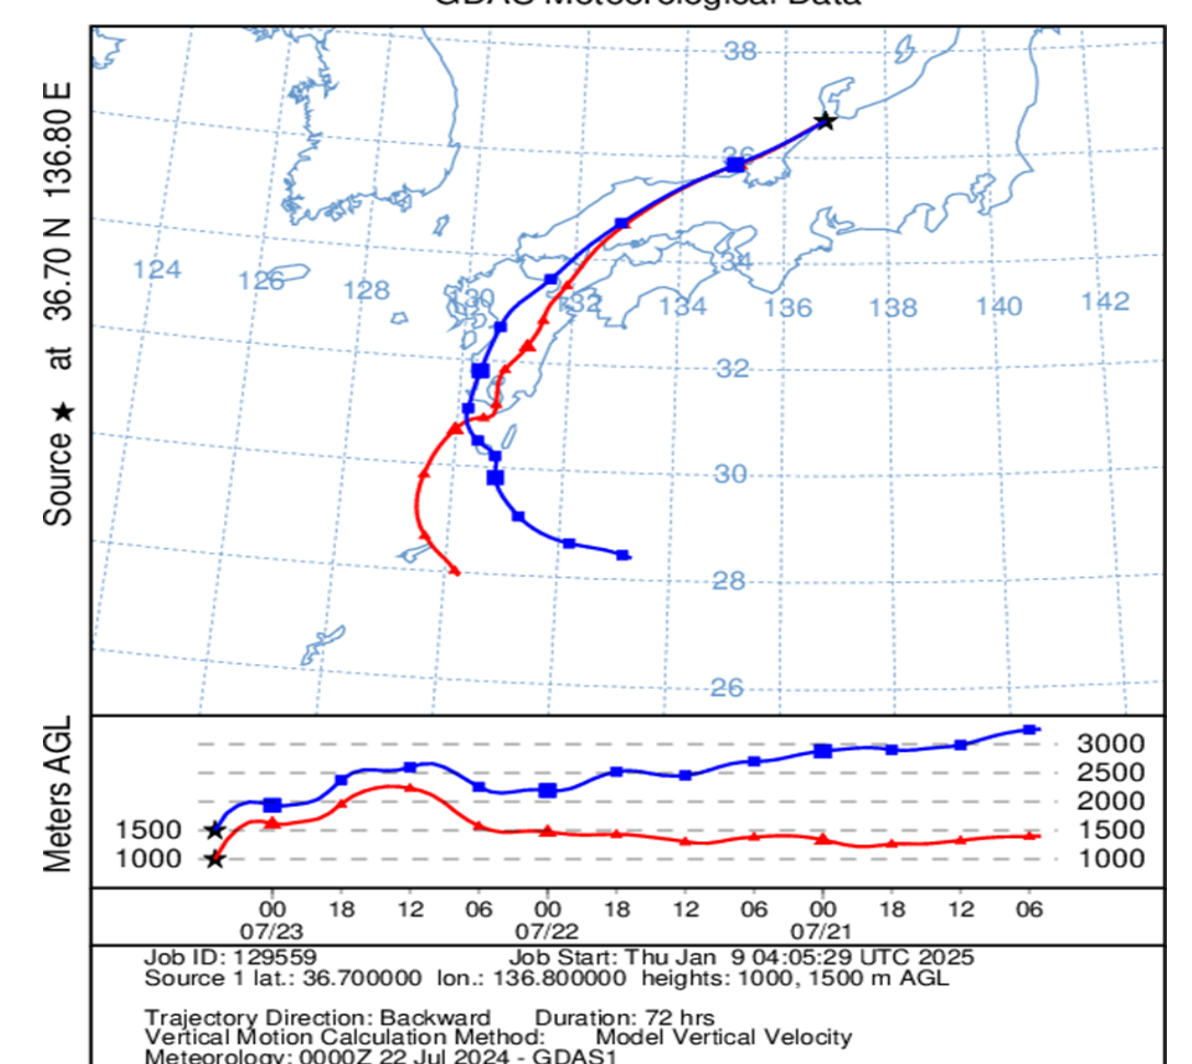 GDAS Meteorological Data
Source ★ at 36.70 N 136.80 E
38
36
34
124 126 128 130 132 134 136 138 140 142
32
30
28
26
Meters AGL
3000
2500
2000
1500 1500
1000 1000
00 18 12 06 00 18 12 06 00 18 12 06
07/23 07/22 07/21
Job ID: 129559 Job Start: Thu Jan 9 04:05:29 UTC 2025
Source 1 lat.: 36.700000 lon.: 136.800000 heights: 1000, 1500 m AGL
Trajectory Direction: Backward Duration: 72 hrs
Vertical Motion Calculation Method: Model Vertical Velocity
Meteorology: 0000Z 22 Jul 2024 - GDAS1